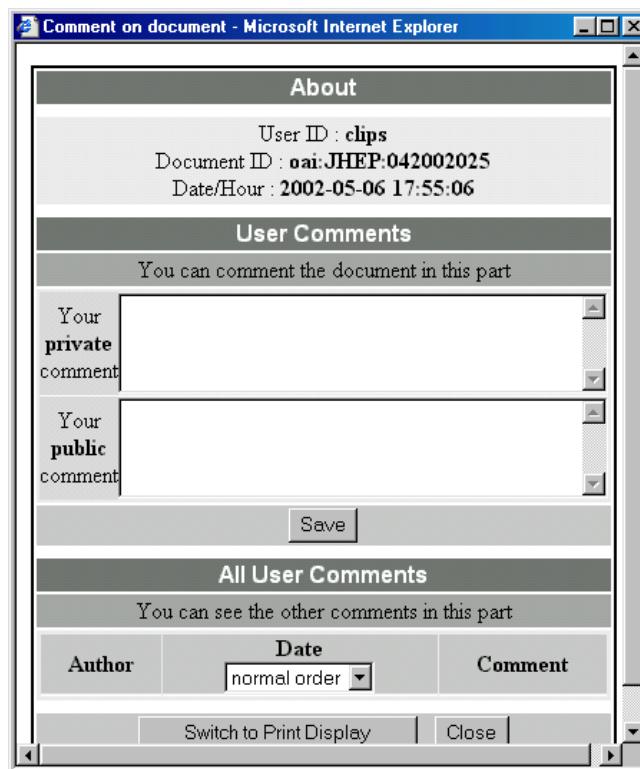 Comment on document - Microsoft Internet Explorer
About
User ID : clips
Document ID : oai:JHEP:042002025
Date/Hour : 2002-05-06 17:55:06
User Comments
You can comment the document in this part
Your
private
comment
Your
public
comment
Save
All User Comments
You can see the other comments in this part
Author Date Comment
normal order
Switch to Print Display Close